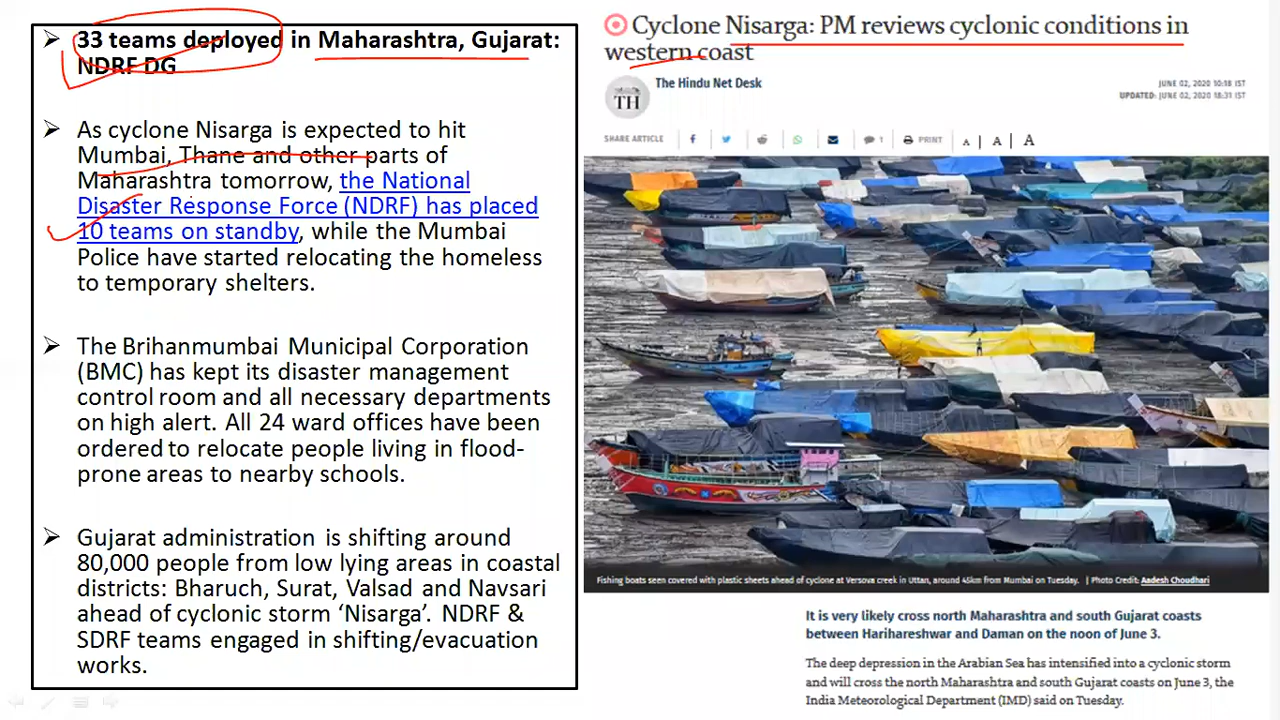 33 teams deployed in Maharashtra, Gujarat:
NDRF DG
As cyclone Nisarga is expected to hit
Mumbai, Thane and other parts of
Maharashtra tomorrow, the National
Disaster Response Force (NDRF) has placed
10 teams on standby, while the Mumbai
Police have started relocating the homeless
to temporary shelters.
The Brihanmumbai Municipal Corporation
(BMC) has kept its disaster management
control room and all necessary departments
on high alert. All 24 ward offices have been
ordered to relocate people living in flood-
prone areas to nearby schools.
Gujarat administration is shifting around
80,000 people from low lying areas in coastal
districts: Bharuch, Surat, Valsad and Navsari
ahead of cyclonic storm ‘Nisarga’. NDRF &
SDRF teams engaged in shifting/evacuation
works.
Cyclone Nisarga: PM reviews cyclonic conditions in
western coast
TH
The Hindu Net Desk
JUNE 02, 2020 10:18 IST
UPDATED: JUNE 02, 2020 18:31 IST
SHARE ARTICLE 1 PRINT A A A
Fishing boats seen covered with plastic sheets ahead of cyclone at Versova creek in Uttan, around 45km from Mumbai on Tuesday. | Photo Credit: Aadesh Choudhari
It is very likely cross north Maharashtra and south Gujarat coasts
between Harihareshwar and Daman on the noon of June 3.
The deep depression in the Arabian Sea has intensified into a cyclonic storm
and will cross the north Maharashtra and south Gujarat coasts on June 3, the
India Meteorological Department (IMD) said on Tuesday.